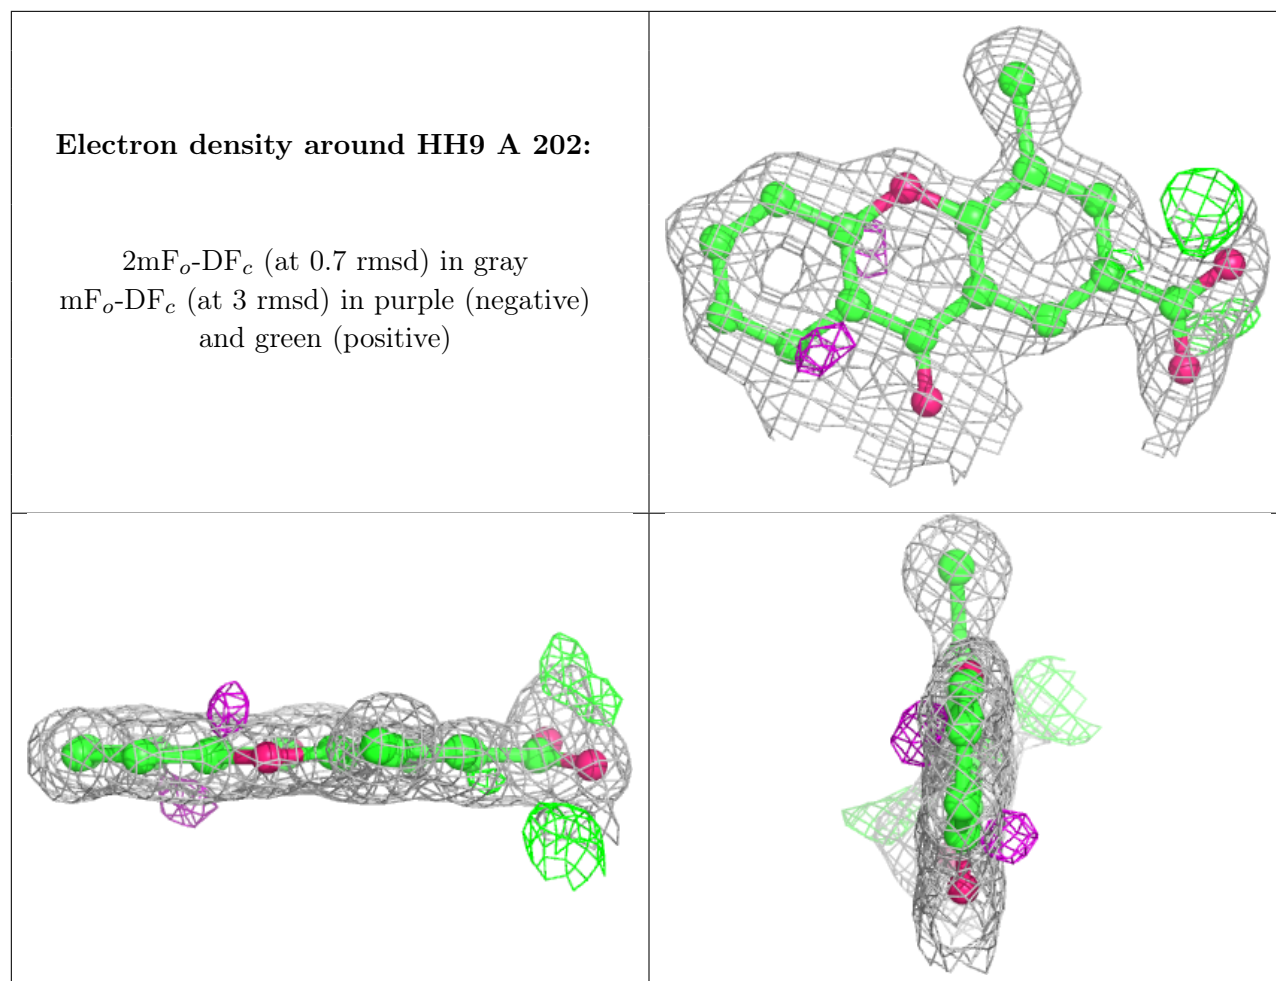 Electron density around HH9 A 202:
2mFo-DFc (at 0.7 rmsd) in gray
mFo-DFc (at 3 rmsd) in purple (negative)
and green (positive)